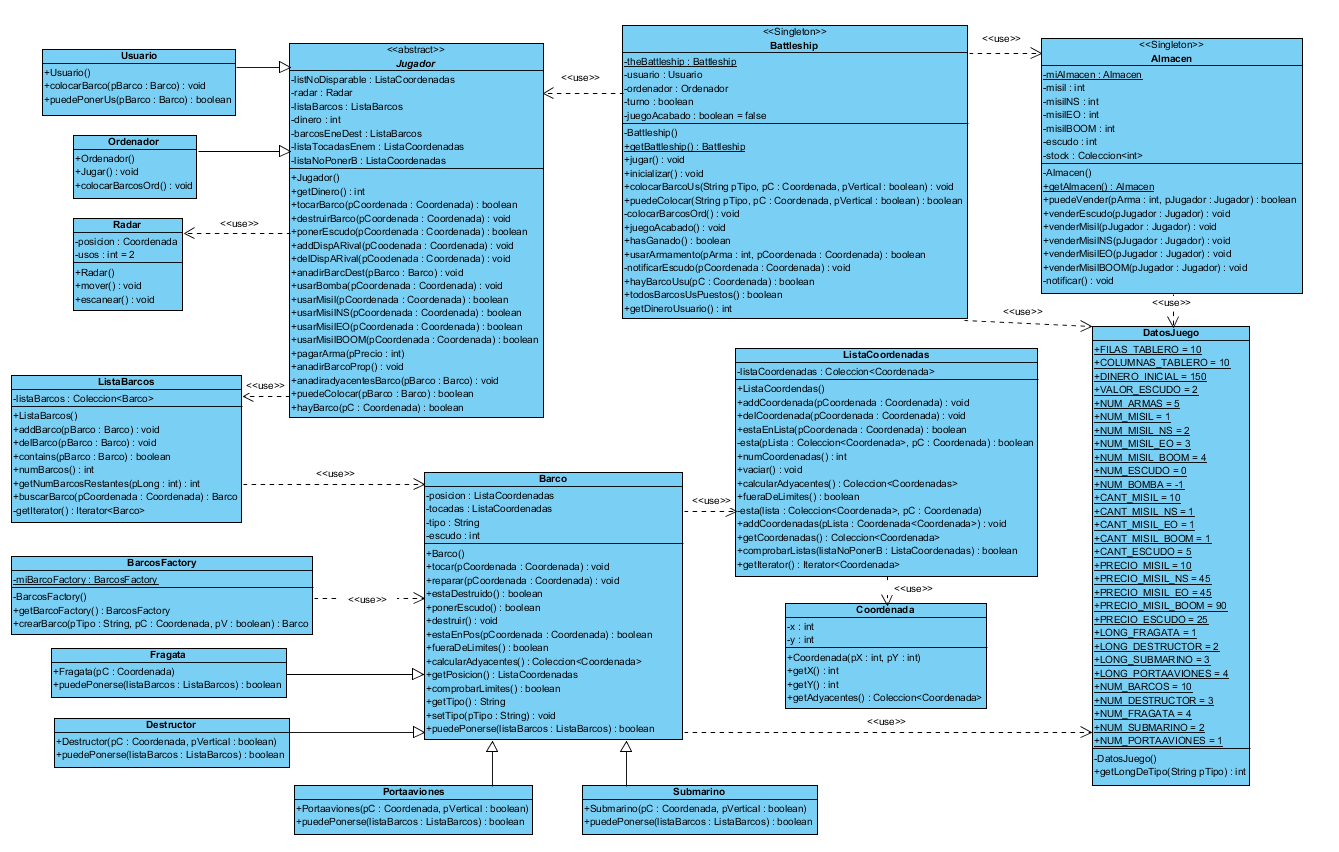 Usuario
+Usuario()
+colocarBarco(pBarco : Barco) : void
+puedePonerUs(pBarco : Barco) : boolean
Ordenador
+Ordenador()
+Jugar() : void
+colocarBarcosOrd() : void
Radar
-posicion : Coordenada
-usos : int = 2
+Radar()
+mover() : void
+escanear() : void
<<abstract>>
Jugador
-listNoDisparable : ListaCoordenadas
-radar : Radar
-listaBarcos : ListaBarcos
-dinero : int
-barcosEneDest : ListaBarcos
-listaTocadasEnem : ListaCoordenadas
-listaNoPonerB : ListaCoordenadas
+Jugador()
+getDinero() : int
+tocarBarco(pCoordenada : Coordenada) : boolean
+destruirBarco(pCoordenada : Coordenada) : void
+ponerEscudo(pCoordenada : Coordenada) : boolean
+addDispARival(pCoodenada : Coordenada) : void
+delDispARival(pCoodenada : Coordenada) : void
+anadirBarcDest(pBarco : Barco) : void
+usarBomba(pCoordenada : Coordenada) : void
+usarMisil(pCoordenada : Coordenada) : boolean
+usarMisilNS(pCoordenada : Coordenada) : boolean
+usarMisilEO(pCoordenada : Coordenada) : boolean
+usarMisilBOOM(pCoordenada : Coordenada) : boolean
+pagarArma(pPrecio : int)
+anadirBarcoProp() : void
+anadiradyacentesBarco(pBarco : Barco) : void
+puedeColocar(pBarco : Barco) : boolean
+hayBarco(pC : Coordenada) : boolean
<<use>>
<<use>>
<<use>>
<<Singleton>>
Battleship
-theBattleship : Battleship
-usuario : Usuario
-ordenador : Ordenador
-turno : boolean
-juegoAcabado : boolean = false
-Battleship()
+getBattleship() : Battleship
+jugar() : void
+inicializar() : void
+colocarBarcoUs(String pTipo, pC : Coordenada, pVertical : boolean) : void
+puedeColocar(String pTipo, pC : Coordenada, pVertical : boolean) : boolean
-colocarBarcosOrd() : void
+juegoAcabado() : void
+hasGanado() : boolean
+usarArmamento(pArma : int, pCoordenada : Coordenada) : boolean
-notificarEscudo(pCoordenada : Coordenada) : void
+hayBarcoUsu(pC : Coordenada) : boolean
+todosBarcosUsPuestos() : boolean
+getDineroUsuario() : int
<<use>>
<<Singleton>>
Almacen
-miAlmacen : Almacen
-misil : int
-misilNS : int
-misilEO : int
-misilBOOM : int
-escudo : int
-stock : Coleccion<int>
-Almacen()
+getAlmacen() : Almacen
+puedeVender(pArma : int, pJugador : Jugador) : boolean
+venderEscudo(pJugador : Jugador) : void
+venderMisil(pJugador : Jugador) : void
+venderMisilNS(pJugador : Jugador) : void
+venderMisilEO(pJugador : Jugador) : void
+venderMisilBOOM(pJugador : Jugador) : void
-notificar() : void
<<use>>
<<use>>
DatosJuego
+FILAS_TABLERO = 10
+COLUMNAS_TABLERO = 10
+DINERO_INICIAL = 150
+VALOR_ESCUDO = 2
+NUM_ARMAS = 5
+NUM_MISIL = 1
+NUM_MISIL_NS = 2
+NUM_MISIL_EO = 3
+NUM_MISIL_BOOM = 4
+NUM_ESCUDO = 0
+NUM_BOMBA = -1
+CANT_MISIL = 10
+CANT_MISIL_NS = 1
+CANT_MISIL_EO = 1
+CANT_MISIL_BOOM = 1
+CANT_ESCUDO = 5
+PRECIO_MISIL = 10
+PRECIO_MISIL_NS = 45
+PRECIO_MISIL_EO = 45
+PRECIO_MISIL_BOOM = 90
+PRECIO_ESCUDO = 25
+LONG_FRAGATA = 1
+LONG_DESTRUCTOR = 2
+LONG_SUBMARINO = 3
+LONG_PORTAAVIONES = 4
+NUM_BARCOS = 10
+NUM_DESTRUCTOR = 3
+NUM_FRAGATA = 4
+NUM_SUBMARINO = 2
+NUM_PORTAAVIONES = 1
-DatosJuego()
+getLongDeTipo(String pTipo) : int
ListaCoordenadas
-listaCoordenadas : Coleccion<Coordenada>
+ListaCoordendas()
+addCoordenada(pCoordenada : Coordenada) : void
+delCoordenada(pCoordenada : Coordenada) : void
+estaEnLista(pCoordenada : Coordenada) : boolean
-esta(pLista : Coleccion<Coordenada>, pC : Coordenada) : boolean
+numCoordenadas() : int
+vaciar() : void
+calcularAdyacentes() : Coleccion<Coordenadas>
+fueraDeLimites() : boolean
-esta(lista : Coleccion<Coordenada>, pC : Coordenada)
+addCoordenadas(pLista : Coordenada<Coordenada>) : void
+getCoordenadas() : Coleccion<Coordenada>
+comprobarListas(listaNoPonerB : ListaCoordenadas) : boolean
+getIterator() : Iterator<Coordenada>
<<use>>
Coordenada
-x : int
-y : int
+Coordenada(pX : int, pY : int)
+getX() : int
+getY() : int
+getAdyacentes() : Coleccion<Coordenada>
ListaBarcos
-listaBarcos : Coleccion<Barco>
+ListaBarcos()
+addBarco(pBarco : Barco) : void
+delBarco(pBarco : Barco) : void
+contains(pBarco : Barco) : boolean
+numBarcos() : int
+getNumBarcosRestantes(pLong : int) : int
+buscarBarco(pCoordenada : Coordenada) : Barco
-getIterator() : Iterator<Barco>
<<use>>
Barco
-posicion : ListaCoordenadas
-tocadas : ListaCoordenadas
-tipo : String
-escudo : int
+Barco()
+tocar(pCoordenada : Coordenada) : void
+reparar(pCoordenada : Coordenada) : void
+estaDestruido() : boolean
+ponerEscudo() : boolean
+destruir() : void
+estaEnPos(pCoordenada : Coordenada) : boolean
+fueraDeLimites() : boolean
+calcularAdyacentes() : Coleccion<Coordenada>
+getPosicion() : ListaCoordenadas
+comprobarLimites() : boolean
+getTipo() : String
+setTipo(pTipo : String) : void
+puedePonerse(listaBarcos : ListaBarcos) : boolean
<<use>>
<<use>>
BarcosFactory
-miBarcoFactory : BarcosFactory
-BarcosFactory()
+getBarcoFactory() : BarcosFactory
+crearBarco(pTipo : String, pC : Coordenada, pV : boolean) : Barco
<<use>>
Fragata
+Fragata(pC : Coordenada)
+puedePonerse(listaBarcos : ListaBarcos) : boolean
Destructor
+Destructor(pC : Coordenada, pVertical : boolean)
+puedePonerse(listaBarcos : ListaBarcos) : boolean
Portaaviones
+Portaaviones(pC : Coordenada, pVertical : boolean)
+puedePonerse(listaBarcos : ListaBarcos) : boolean
Submarino
+Submarino(pC : Coordenada, pVertical : boolean)
+puedePonerse(listaBarcos : ListaBarcos) : boolean